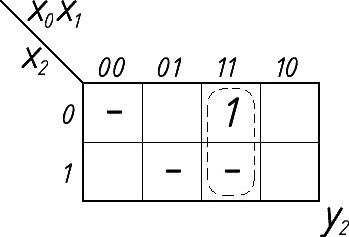 x₀x₁
x₂
00 01 11 10
0 - 1
1 - -
y₂